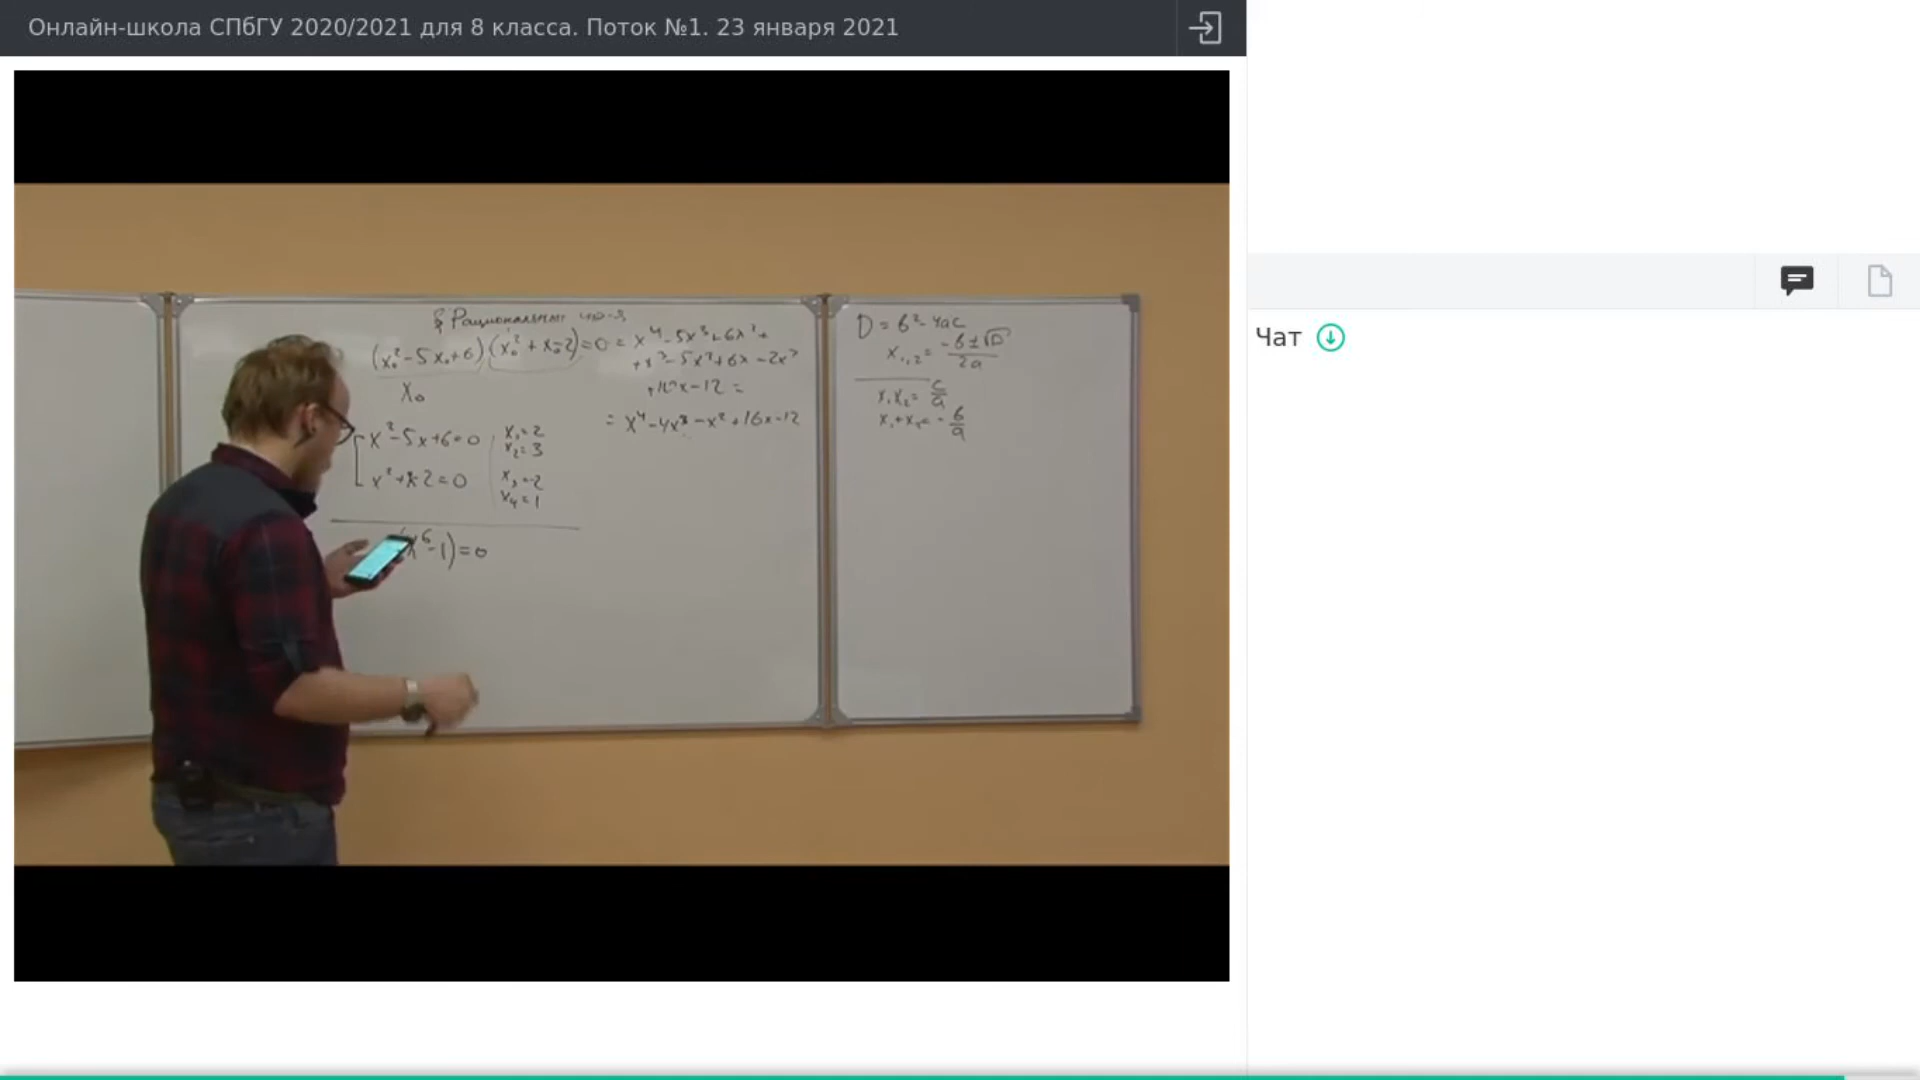 Онлайн-школа СПбГУ 2020/2021 для 8 класса. Поток №1. 23 января 2021
Чат
§ Рациональные ур-я
(x₀²-5x₀+6)(x₀²+x₀-2)=0 = x⁴-5x³+6x²+
+x³-5x²+6x-2x²
+10x-12 =
x₀
= x⁴-4x³-x²+16x-12
x²-5x+6=0
x₁=2
x₂=3
x²+x-2=0
x₃=-2
x₄=1
x⁶-1)=0
D = b²-4ac
x₁,₂ = -b±√D / 2a
x₁x₂ = c/a
x₁+x₂ = -b/a